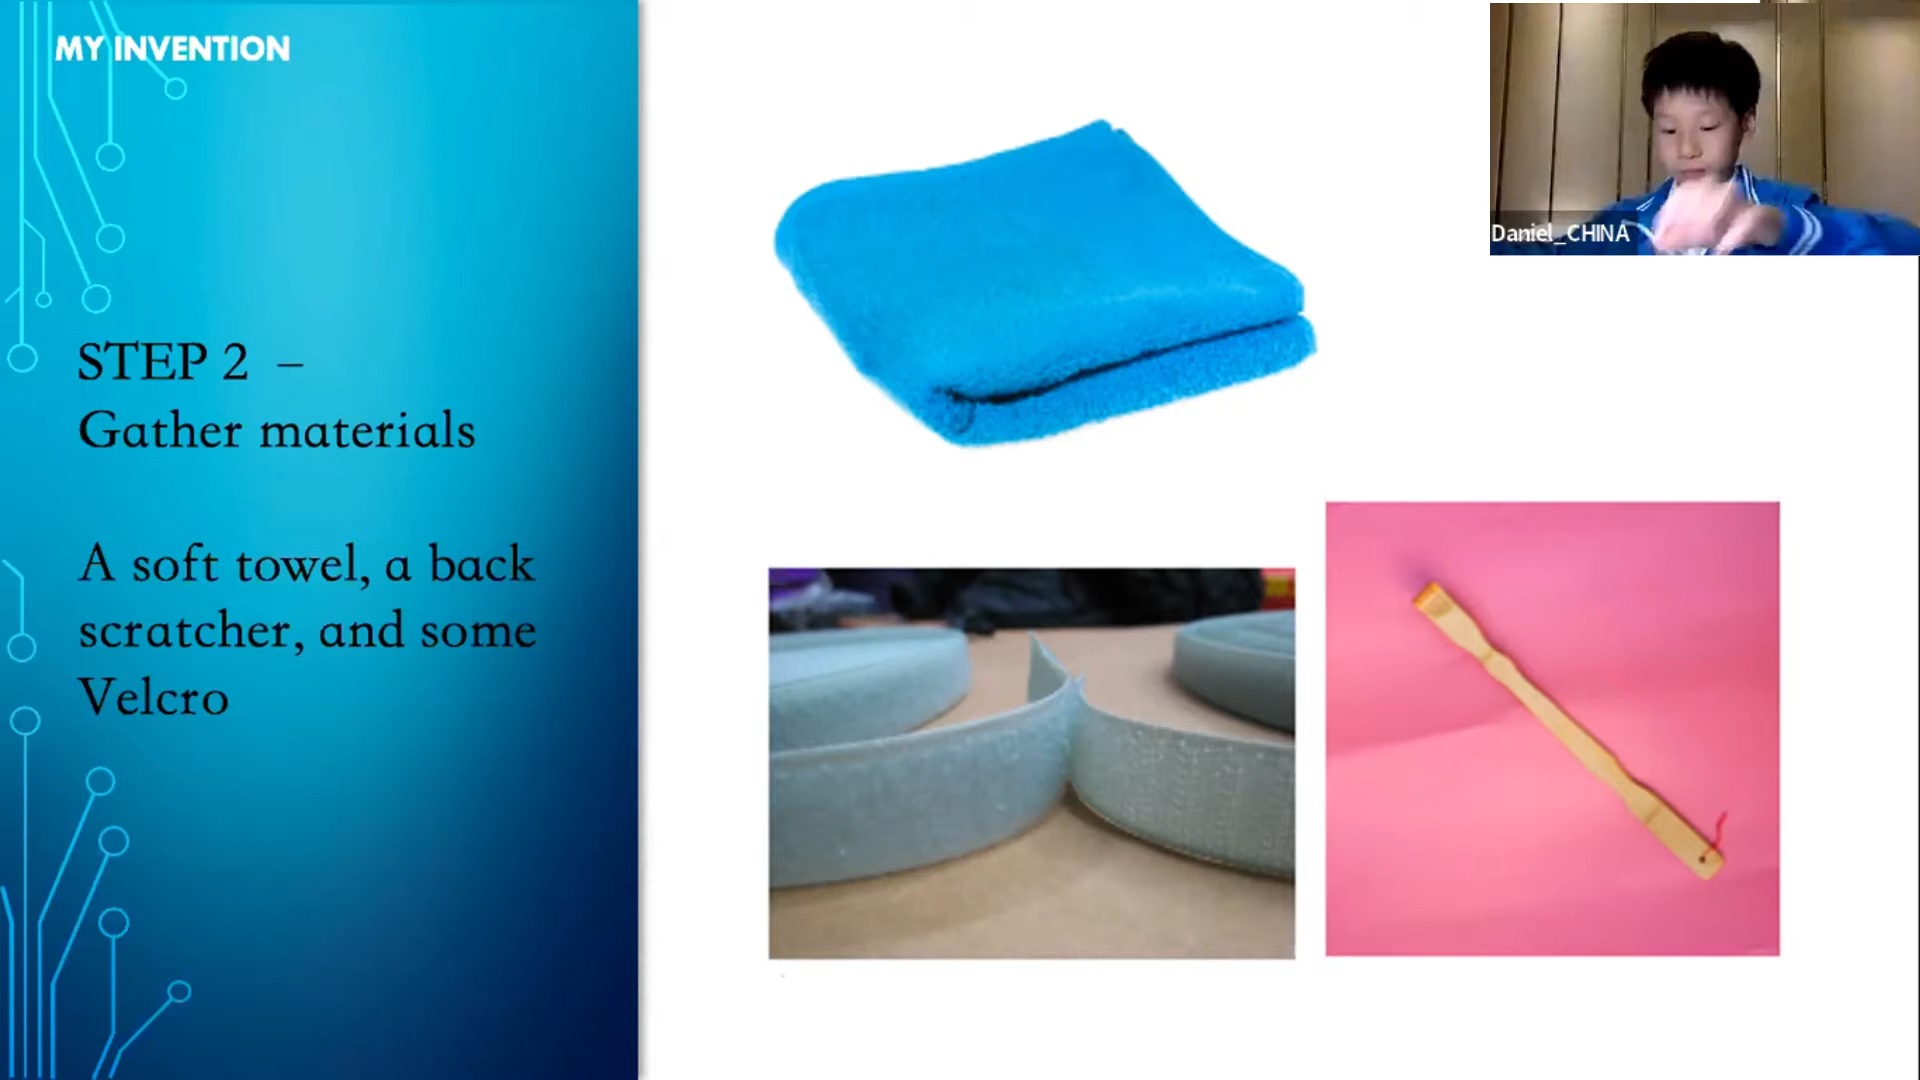 MY INVENTION
STEP 2 –
Gather materials
A soft towel, a back
scratcher, and some
Velcro
Daniel_CHINA